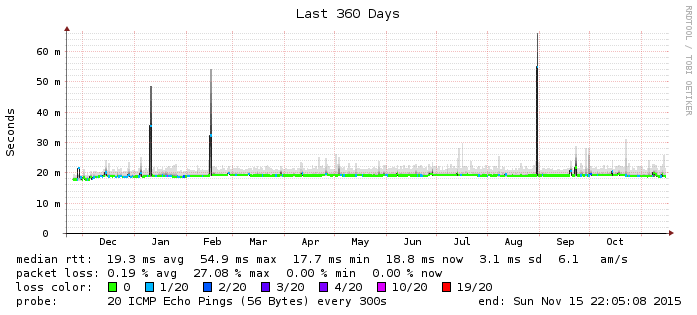 Last 360 Days
RRDTOOL / TOBI OETIKER
Seconds
60 m
50 m
40 m
30 m
20 m
10 m
0
Dec Jan Feb Mar Apr May Jun Jul Aug Sep Oct
median rtt: 19.3 ms avg 54.9 ms max 17.7 ms min 18.8 ms now 3.1 ms sd 6.1 am/s
packet loss: 0.19 % avg 27.08 % max 0.00 % min 0.00 % now
loss color: 0 1/20 2/20 3/20 4/20 10/20 19/20
probe: 20 ICMP Echo Pings (56 Bytes) every 300s end: Sun Nov 15 22:05:08 2015